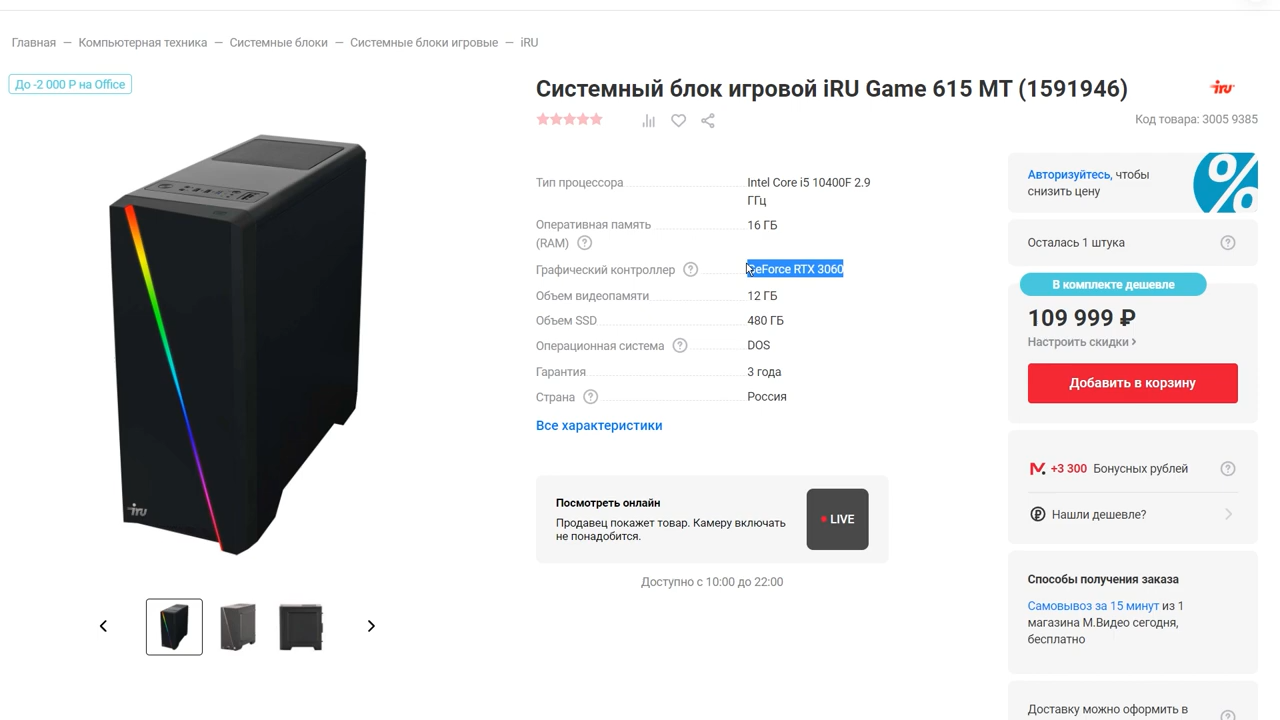 Главная — Компьютерная техника — Системные блоки — Системные блоки игровые — iRU
До -2 000 Р на Office
Системный блок игровой iRU Game 615 MT (1591946)
iru
Код товара: 3005 9385
Тип процессора
Intel Core i5 10400F 2.9
ГГц
Оперативная память
(RAM) ?
16 ГБ
Графический контроллер ?
GeForce RTX 3060
Объем видеопамяти
12 ГБ
Объем SSD
480 ГБ
Операционная система ?
DOS
Гарантия
3 года
Страна ?
Россия
Все характеристики
Посмотреть онлайн
Продавец покажет товар. Камеру включать
не понадобится.
LIVE
Доступно с 10:00 до 22:00
Авторизуйтесь, чтобы
снизить цену
%
Осталась 1 штука ?
В комплекте дешевле
109 999 ₽
Настроить скидки ›
Добавить в корзину
М. +3 300 Бонусных рублей ?
₽ Нашли дешевле?
Способы получения заказа
Самовывоз за 15 минут из 1
магазина М.Видео сегодня,
бесплатно
Доставку можно оформить в ?
iru